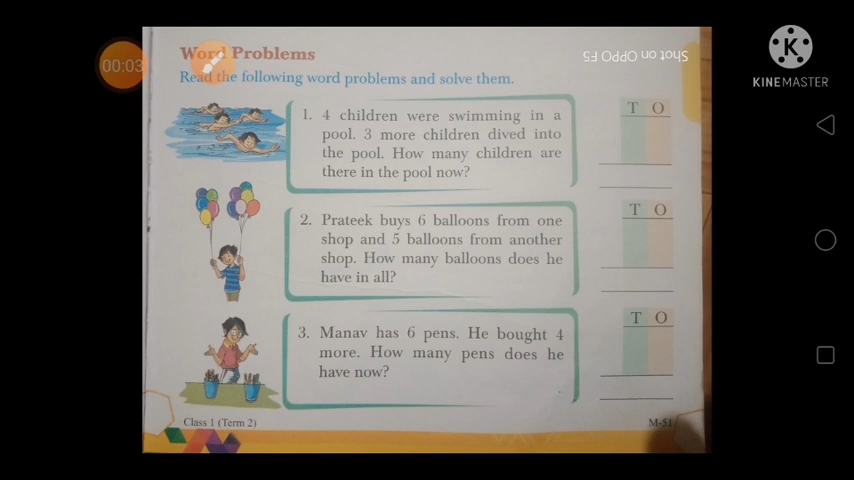 00:03
Word Problems
Shot on OPPO F5
KINEMASTER
Read the following word problems and solve them.
1. 4 children were swimming in a
pool. 3 more children dived into
the pool. How many children are
there in the pool now?
T O
2. Prateek buys 6 balloons from one
shop and 5 balloons from another
shop. How many balloons does he
have in all?
T O
3. Manav has 6 pens. He bought 4
more. How many pens does he
have now?
T O
Class 1 (Term 2)
M-51